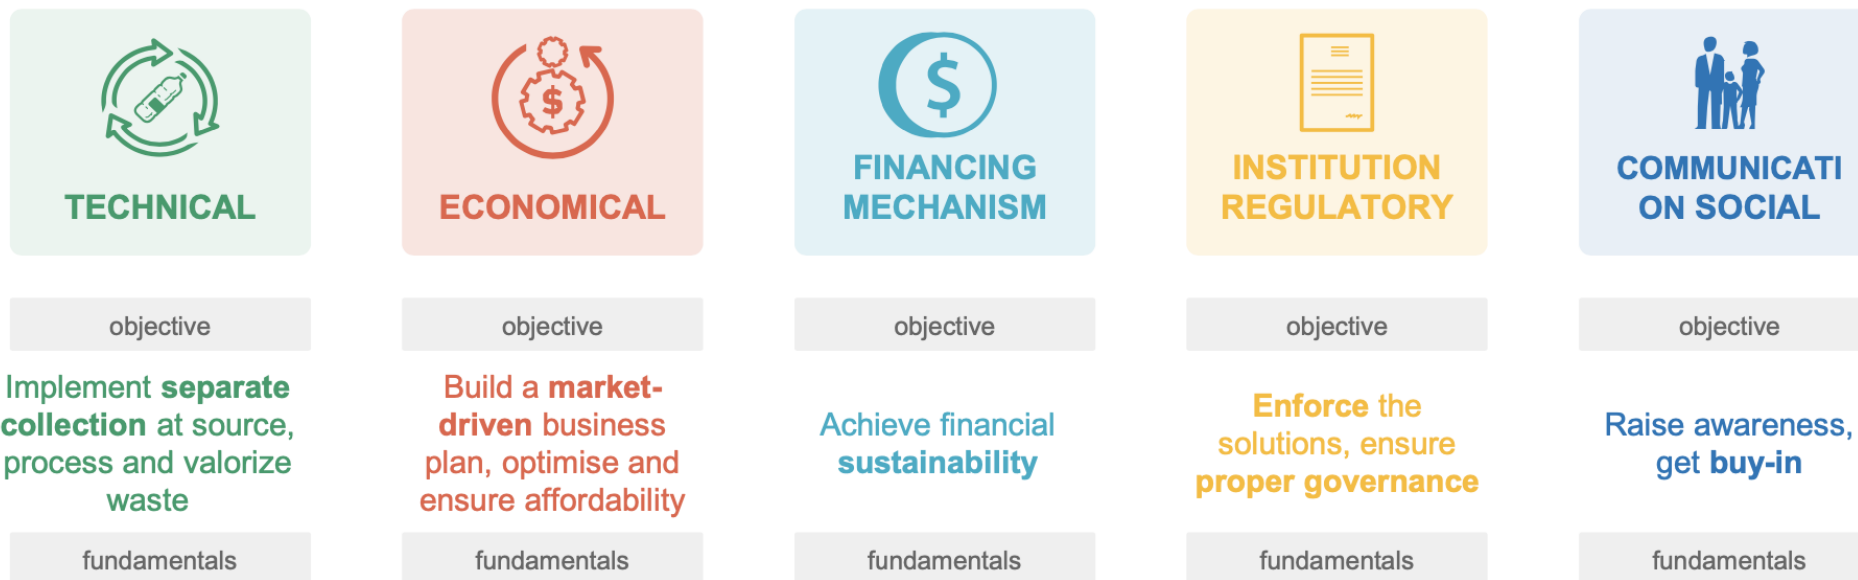 TECHNICAL
ECONOMICAL
FINANCING
MECHANISM
INSTITUTION
REGULATORY
COMMUNICATI
ON SOCIAL
objective
objective
objective
objective
objective
Implement separate
collection at source,
process and valorize
waste
Build a market-
driven business
plan, optimise and
ensure affordability
Achieve financial
sustainability
Enforce the
solutions, ensure
proper governance
Raise awareness,
get buy-in
fundamentals
fundamentals
fundamentals
fundamentals
fundamentals